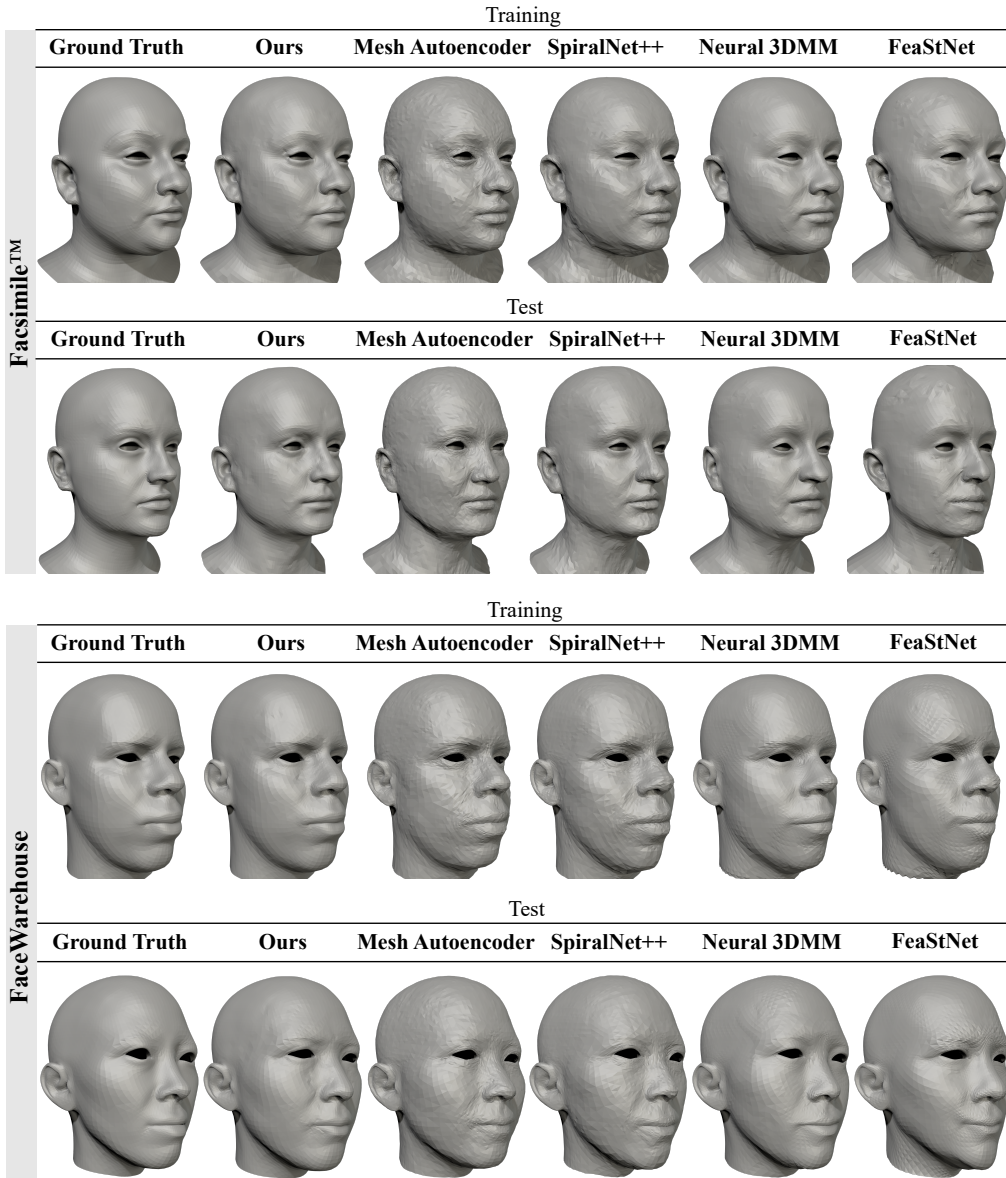 Training
Ground Truth Ours Mesh Autoencoder SpiralNet++ Neural 3DMM FeaStNet
Facsimile™
Test
Ground Truth Ours Mesh Autoencoder SpiralNet++ Neural 3DMM FeaStNet
Training
Ground Truth Ours Mesh Autoencoder SpiralNet++ Neural 3DMM FeaStNet
FaceWarehouse
Test
Ground Truth Ours Mesh Autoencoder SpiralNet++ Neural 3DMM FeaStNet